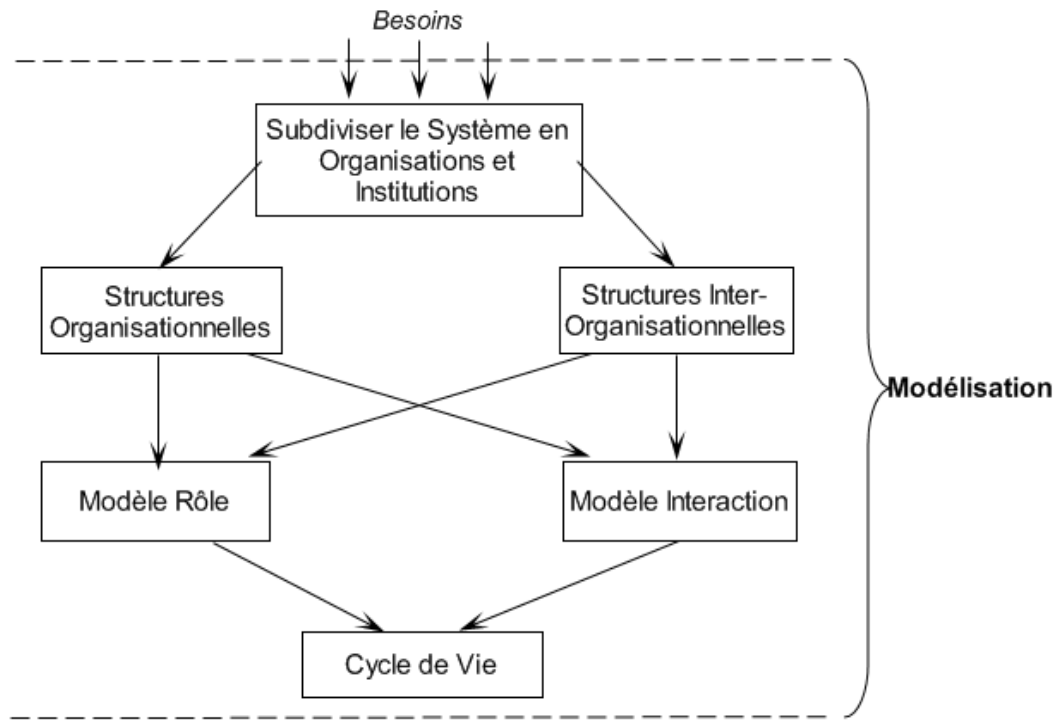 Besoins
Subdiviser le Système en
Organisations et
Institutions
Structures
Organisationnelles
Structures Inter-
Organisationnelles
Modélisation
Modèle Rôle
Modèle Interaction
Cycle de Vie